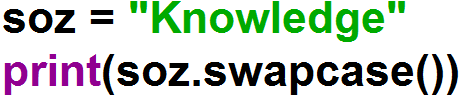 soz = "Knowledge"
print(soz.swapcase())